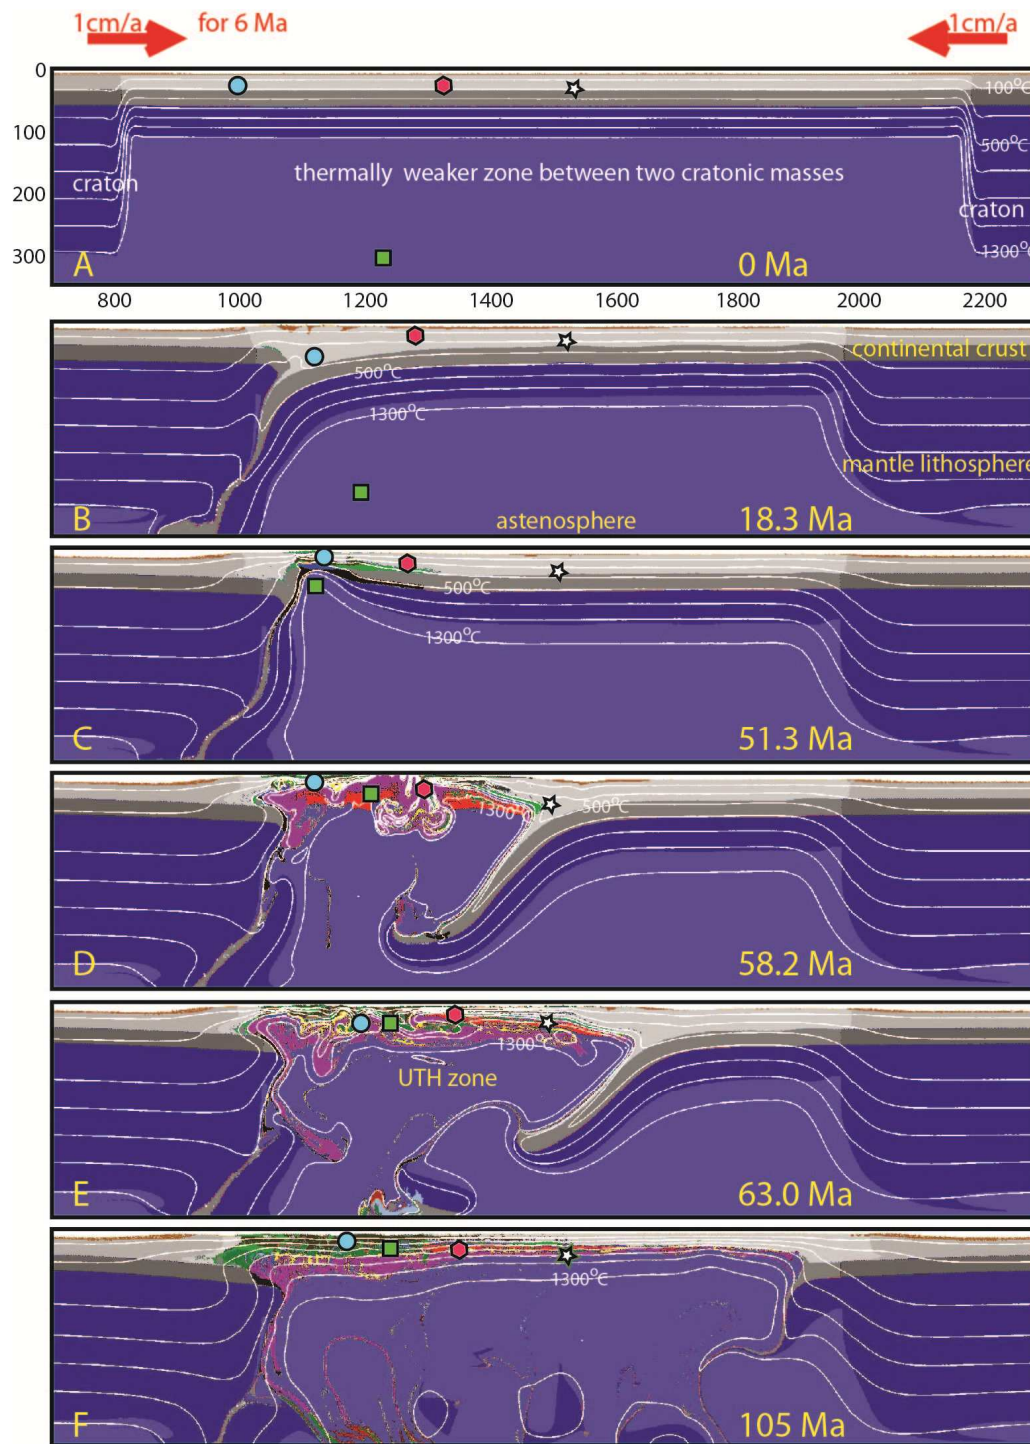 1cm/a for 6 Ma 1cm/a
0
100
200
300
100°C
500°C
1300°C
craton
thermally weaker zone between two cratonic masses
craton
A
0 Ma
800 1000 1200 1400 1600 1800 2000 2200
continental crust
500°C
1300°C
mantle lithosphere
B
astenosphere
18.3 Ma
500°C
1300°C
C
51.3 Ma
1300°C
500°C
D
58.2 Ma
1300°C
UTH zone
E
63.0 Ma
1300°C
F
105 Ma